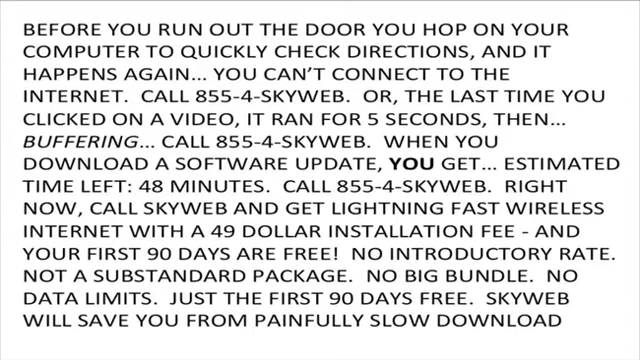 BEFORE YOU RUN OUT THE DOOR YOU HOP ON YOUR
COMPUTER TO QUICKLY CHECK DIRECTIONS, AND IT
HAPPENS AGAIN... YOU CAN'T CONNECT TO THE
INTERNET.  CALL 855-4-SKYWEB.  OR, THE LAST TIME YOU
CLICKED ON A VIDEO, IT RAN FOR 5 SECONDS, THEN...
BUFFERING... CALL 855-4-SKYWEB.  WHEN YOU
DOWNLOAD A SOFTWARE UPDATE, YOU GET... ESTIMATED
TIME LEFT: 48 MINUTES.  CALL 855-4-SKYWEB.  RIGHT
NOW, CALL SKYWEB AND GET LIGHTNING FAST WIRELESS
INTERNET WITH A 49 DOLLAR INSTALLATION FEE - AND
YOUR FIRST 90 DAYS ARE FREE!  NO INTRODUCTORY RATE.
NOT A SUBSTANDARD PACKAGE.  NO BIG BUNDLE.  NO
DATA LIMITS.  JUST THE FIRST 90 DAYS FREE.  SKYWEB
WILL SAVE YOU FROM PAINFULLY SLOW DOWNLOAD